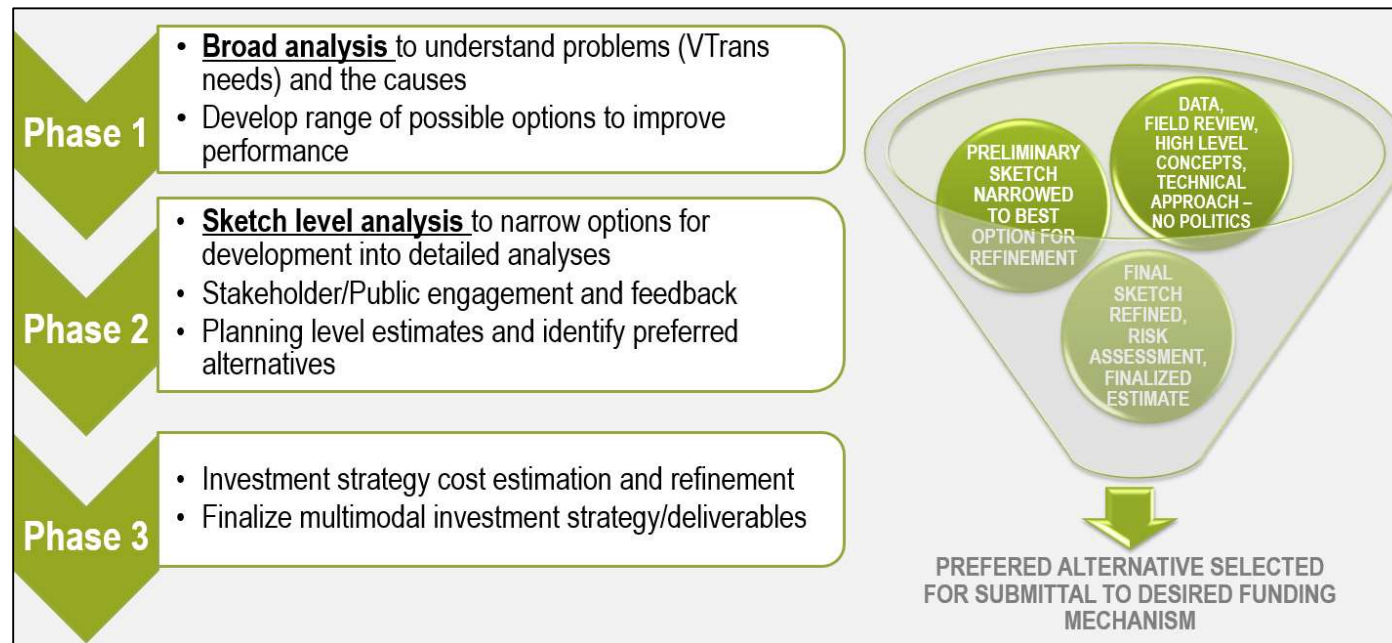 Phase 1
• Broad analysis to understand problems (VTrans
needs) and the causes
• Develop range of possible options to improve
performance
Phase 2
• Sketch level analysis to narrow options for
development into detailed analyses
• Stakeholder/Public engagement and feedback
• Planning level estimates and identify preferred
alternatives
Phase 3
• Investment strategy cost estimation and refinement
• Finalize multimodal investment strategy/deliverables
DATA,
FIELD REVIEW,
HIGH LEVEL
CONCEPTS,
TECHNICAL
APPROACH –
NO POLITICS
PRELIMINARY
SKETCH
NARROWED
TO BEST
OPTION FOR
REFINEMENT
FINAL
SKETCH
REFINED,
RISK
ASSESSMENT,
FINALIZED
ESTIMATE
PREFERED ALTERNATIVE SELECTED
FOR SUBMITTAL TO DESIRED FUNDING
MECHANISM